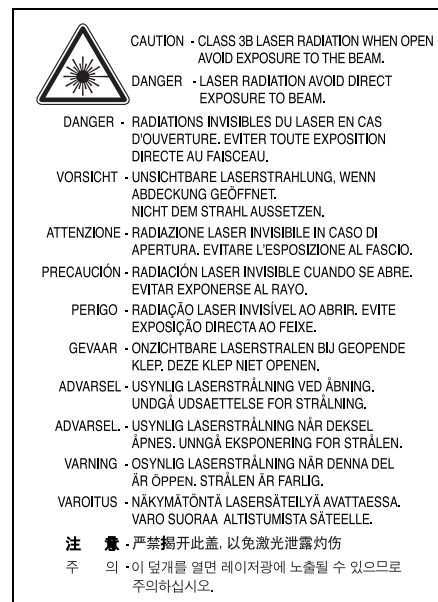 CAUTION - CLASS 3B LASER RADIATION WHEN OPEN
AVOID EXPOSURE TO THE BEAM.
DANGER - LASER RADIATION AVOID DIRECT
EXPOSURE TO BEAM.
DANGER - RADIATIONS INVISIBLES DU LASER EN CAS
D'OUVERTURE. EVITER TOUTE EXPOSITION
DIRECTE AU FAISCEAU.
VORSICHT - UNSICHTBARE LASERSTRAHLUNG, WENN
ABDECKUNG GEÖFFNET.
NICHT DEM STRAHL AUSSETZEN.
ATTENZIONE - RADIAZIONE LASER INVISIBILE IN CASO DI
APERTURA. EVITARE L'ESPOSIZIONE AL FASCIO.
PRECAUCIÓN - RADIACIÓN LASER INVISIBLE CUANDO SE ABRE.
EVITAR EXPONERSE AL RAYO.
PERIGO - RADIAÇÃO LASER INVISÍVEL AO ABRIR. EVITE
EXPOSIÇÃO DIRECTA AO FEIXE.
GEVAAR - ONZICHTBARE LASERSTRALEN BIJ GEOPENDE
KLEP. DEZE KLEP NIET OPENEN.
ADVARSEL - USYNLIG LASERSTRÅLNING VED ÅBNING.
UNDGÅ UDSAETTELSE FOR STRÅLNING.
ADVARSEL. - USYNLIG LASERSTRÅLNING NÅR DEKSEL
ÅPNES. UNNGÅ EKSPONERING FOR STRÅLEN.
VARNING - OSYNLIG LASERSTRÅLNING NÄR DENNA DEL
ÄR ÖPPEN. STRÅLEN ÄR FARLIG.
VAROITUS - NÄKYMÄTÖNTÄ LASERSÄTEILYÄ AVATTAESSA.
VARO SUORAA ALTISTUMISTA SÄTEELLE.
注 意 - 严禁揭开此盖, 以免激光泄露灼伤
주 의 - 이 덮개를 열면 레이저광에 노출될 수 있으므로
주의하십시오.